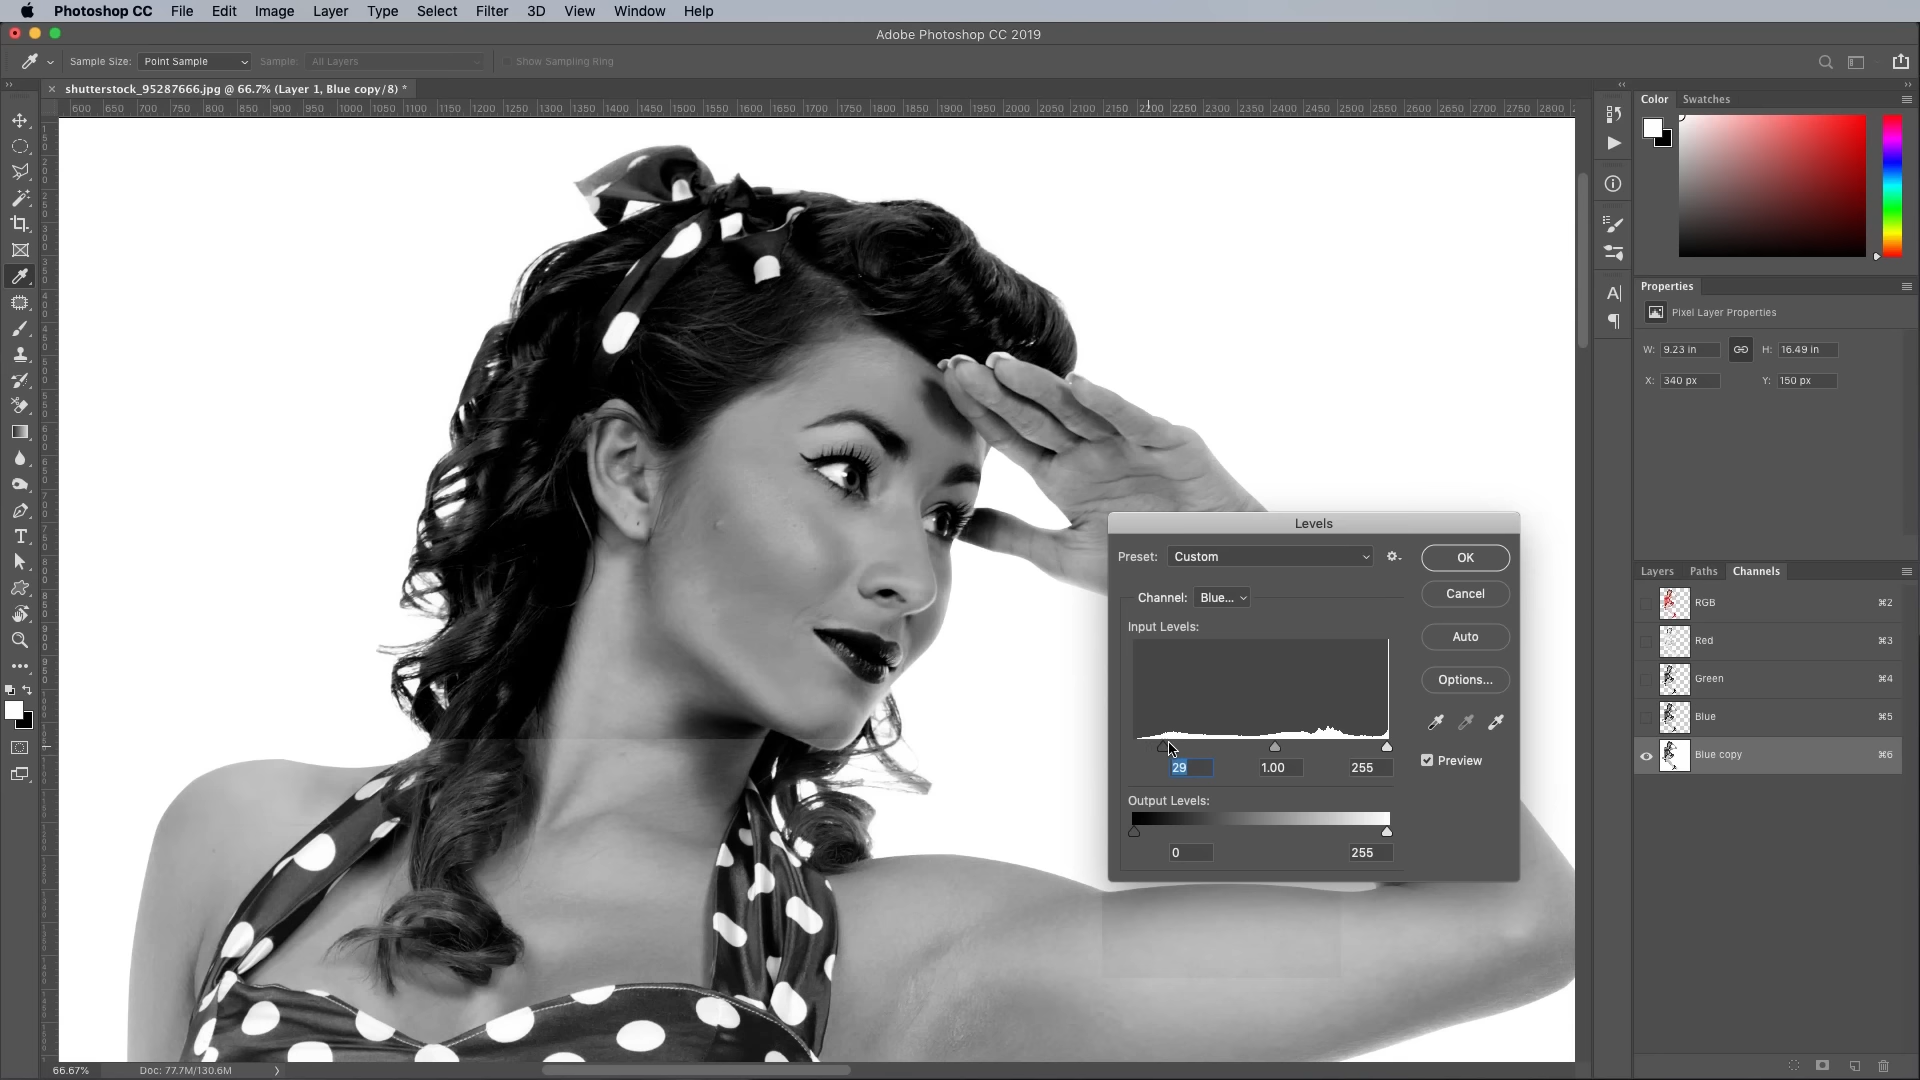 Photoshop CC File Edit Image Layer Type Select Filter 3D View Window Help
Adobe Photoshop CC 2019
Sample Size: Point Sample Sample: All Layers Show Sampling Ring
shutterstock_95287666.jpg @ 66.7% (Layer 1, Blue copy/8) *
600 650 700 750 800 850 900 950 1000 1050 1100 1150 1200 1250 1300 1350 1400 1450 1500 1550 1600 1650 1700 1750 1800 1850 1900 1950 2000 2050 2100 2150 2200 2250 2300 2350 2400 2450 2500 2550 2600 2650 2700 2750 2800
Color Swatches
Properties
Pixel Layer Properties
W: 9.23 in H: 16.49 in
X: 340 px Y: 150 px
Levels
Preset: Custom OK
Cancel
Channel: Blue...
Input Levels:
Auto
Options...
Preview
29 1.00 255
Output Levels:
0 255
Layers Paths Channels
RGB ⌘2
Red ⌘3
Green ⌘4
Blue ⌘5
Blue copy ⌘6
66.67% Doc: 77.7M/130.6M